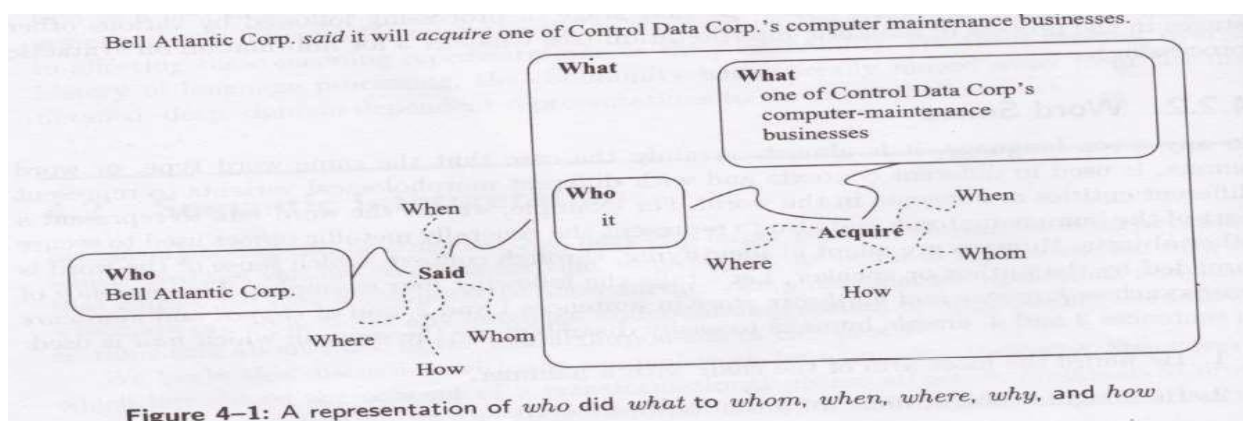 Bell Atlantic Corp. said it will acquire one of Control Data Corp.'s computer maintenance businesses.
What
What
one of Control Data Corp's
computer-maintenance
businesses
Who
it
When
When
Acquire
Where
Whom
How
Who
Bell Atlantic Corp.
Said
Where
Whom
How
Figure 4–1: A representation of who did what to whom, when, where, why, and how